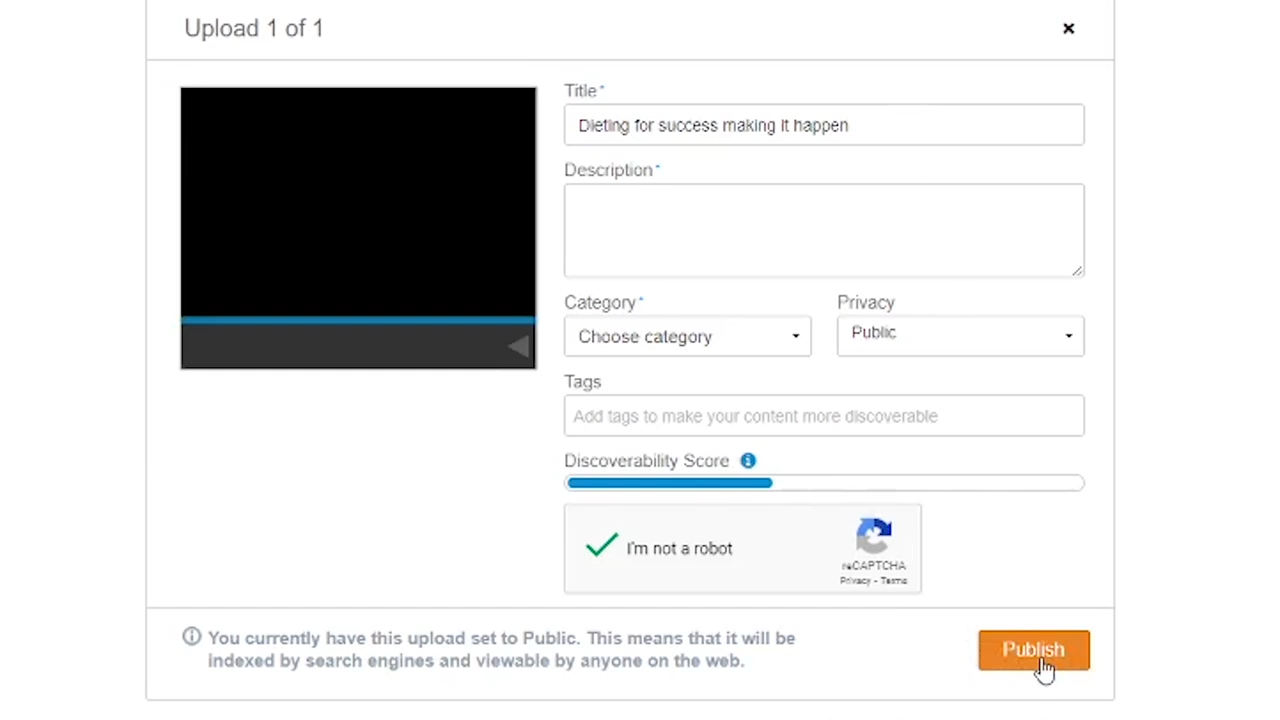 Upload 1 of 1
×
Title*
Dieting for success making it happen
Description*
Category*
Privacy
Choose category
Public
Tags
Add tags to make your content more discoverable
Discoverability Score
I'm not a robot
reCAPTCHA
Privacy - Terms
You currently have this upload set to Public. This means that it will be
indexed by search engines and viewable by anyone on the web.
Publish